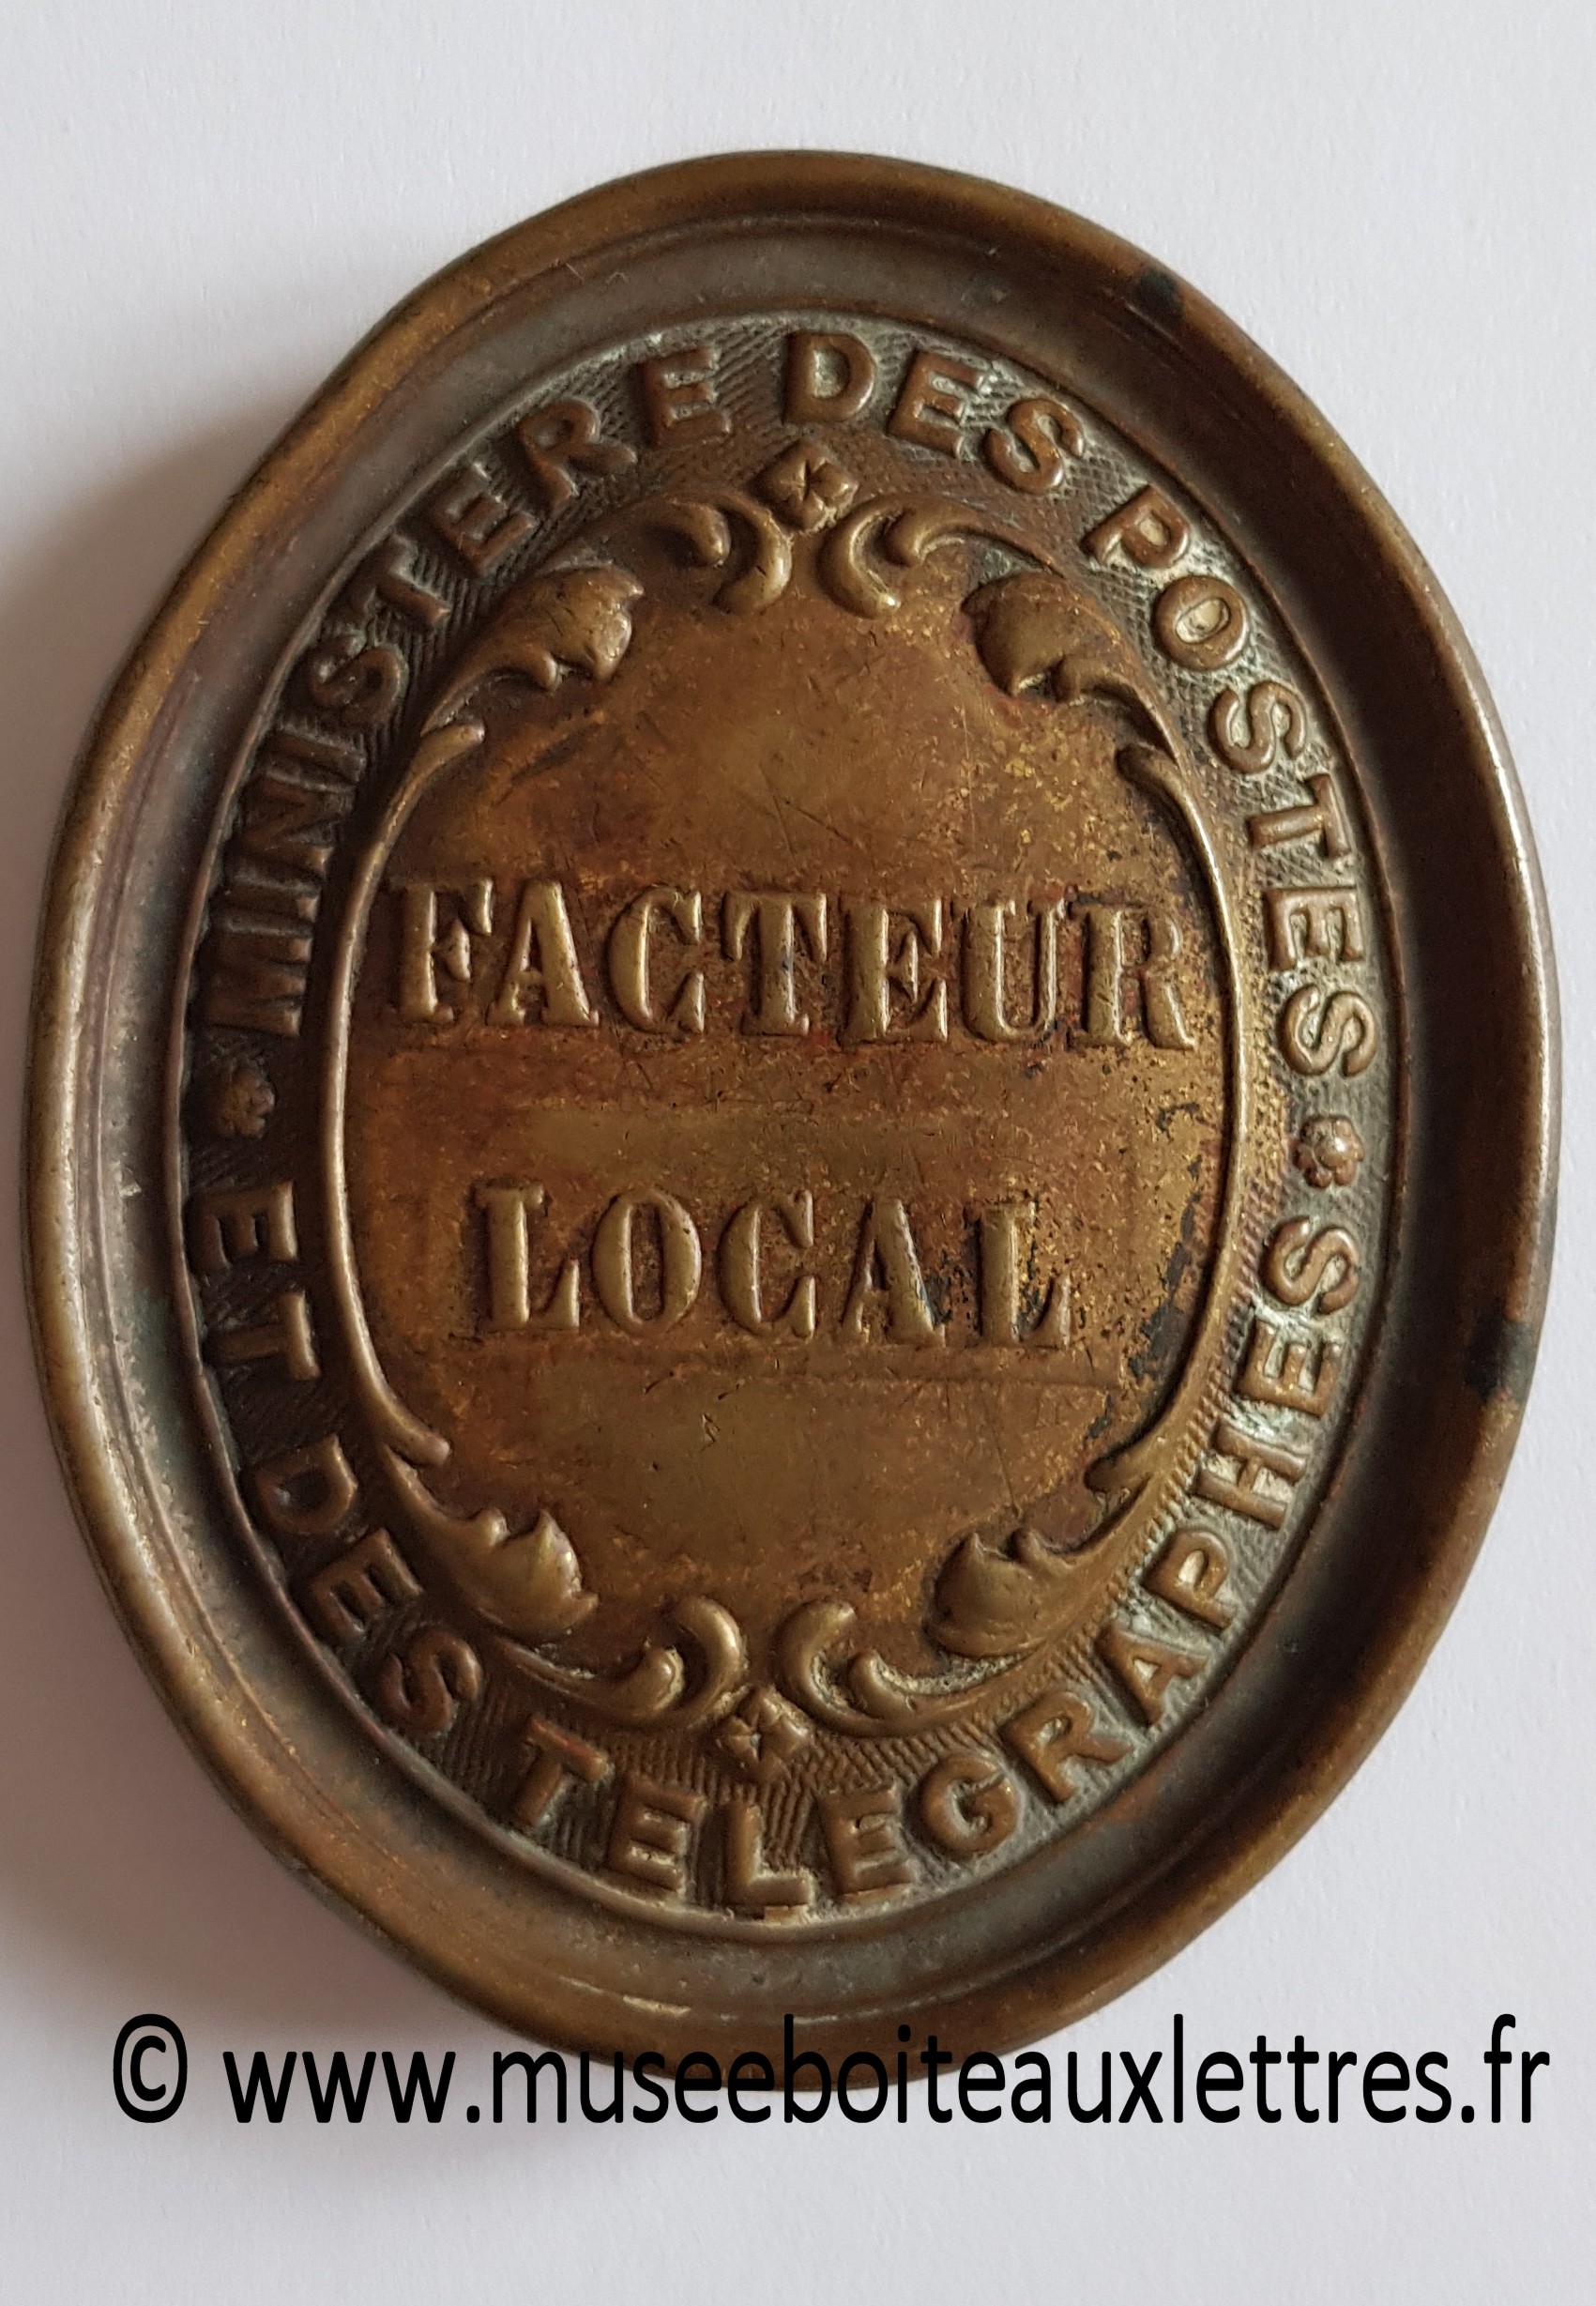 MINISTERE DES POSTES
ET DES TELEGRAPHES
FACTEUR
LOCAL
© www.museeboiteauxlettres.fr